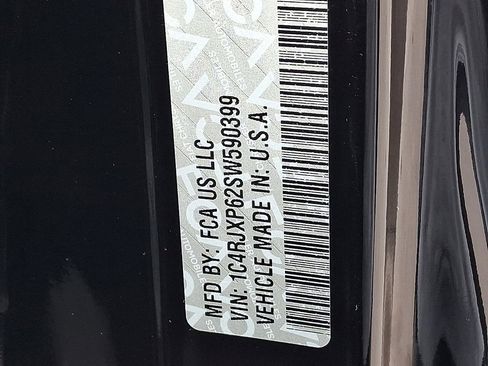 MFD BY: FCA US LLC
VIN: 1C4RJXP62SW590399
VEHICLE MADE IN: U.S.A.